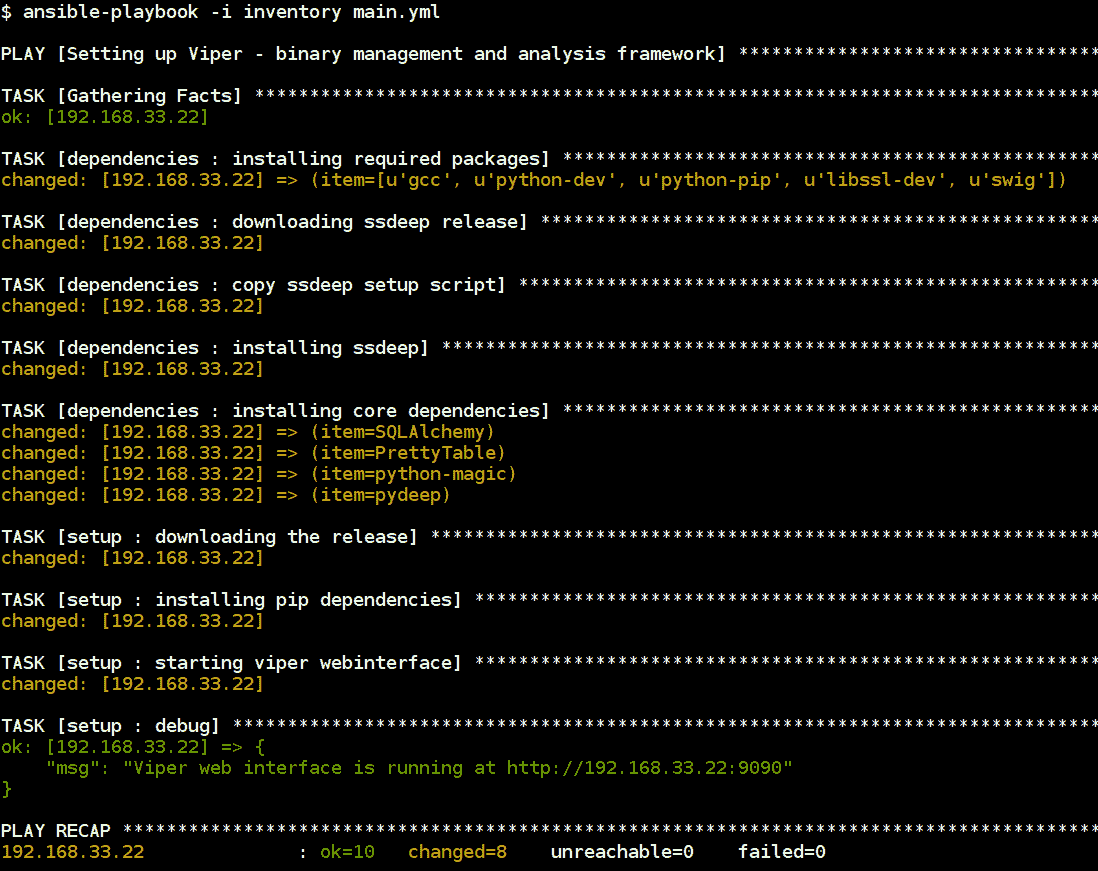 $ ansible-playbook -i inventory main.yml
PLAY [Setting up Viper - binary management and analysis framework] *********************************
TASK [Gathering Facts] *****************************************************************************
ok: [192.168.33.22]
TASK [dependencies : installing required packages] *************************************************
changed: [192.168.33.22] => (item=[u'gcc', u'python-dev', u'python-pip', u'libssl-dev', u'swig'])
TASK [dependencies : downloading ssdeep release] ***************************************************
changed: [192.168.33.22]
TASK [dependencies : copy ssdeep setup script] *****************************************************
changed: [192.168.33.22]
TASK [dependencies : installing ssdeep] ************************************************************
changed: [192.168.33.22]
TASK [dependencies : installing core dependencies] *************************************************
changed: [192.168.33.22] => (item=SQLAlchemy)
changed: [192.168.33.22] => (item=PrettyTable)
changed: [192.168.33.22] => (item=python-magic)
changed: [192.168.33.22] => (item=pydeep)
TASK [setup : downloading the release] *************************************************************
changed: [192.168.33.22]
TASK [setup : installing pip dependencies] *********************************************************
changed: [192.168.33.22]
TASK [setup : starting viper webinterface] *********************************************************
changed: [192.168.33.22]
TASK [setup : debug] *******************************************************************************
ok: [192.168.33.22] => {
    "msg": "Viper web interface is running at http://192.168.33.22:9090"
}
PLAY RECAP *****************************************************************************************
192.168.33.22              : ok=10   changed=8    unreachable=0    failed=0